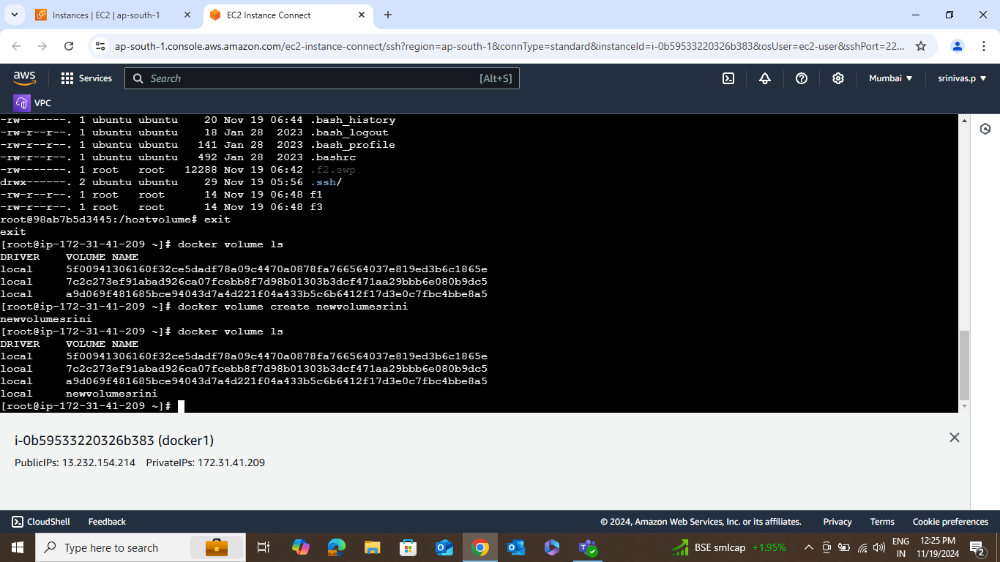 Instances | EC2 | ap-south-1
EC2 Instance Connect
ap-south-1.console.aws.amazon.com/ec2-instance-connect/ssh?region=ap-south-1&connType=standard&instanceId=i-0b59533220326b383&osUser=ec2-user&sshPort=22...
aws
Services
Search
[Alt+S]
Mumbai
srinivas.p
VPC
-rw-------. 1 ubuntu ubuntu    20 Nov 19 06:44 .bash_history
-rw-r--r--. 1 ubuntu ubuntu    18 Jan 28  2023 .bash_logout
-rw-r--r--. 1 ubuntu ubuntu   141 Jan 28  2023 .bash_profile
-rw-r--r--. 1 ubuntu ubuntu   492 Jan 28  2023 .bashrc
-rw-------. 1 root   root   12288 Nov 19 06:42 .f2.swp
drwx------. 2 ubuntu ubuntu    29 Nov 19 05:56 .ssh/
-rw-r--r--. 1 root   root      14 Nov 19 06:48 f1
-rw-r--r--. 1 root   root      14 Nov 19 06:48 f3
root@98ab7b5d3445:/hostvolume# exit
exit
[root@ip-172-31-41-209 ~]# docker volume ls
DRIVER    VOLUME NAME
local     5f00941306160f32ce5dadf78a09c4470a0878fa766564037e819ed3b6c1865e
local     7c2c273ef91abad926ca07fcebb8f7d98b01303b3dcf471aa29bbb6e080b9dc5
local     a9d069f481685bce94043d7a4d221f04a433b5c6b6412f17d3e0c7fbc4bbe8a5
[root@ip-172-31-41-209 ~]# docker volume create newvolumesrini
newvolumesrini
[root@ip-172-31-41-209 ~]# docker volume ls
DRIVER    VOLUME NAME
local     5f00941306160f32ce5dadf78a09c4470a0878fa766564037e819ed3b6c1865e
local     7c2c273ef91abad926ca07fcebb8f7d98b01303b3dcf471aa29bbb6e080b9dc5
local     a9d069f481685bce94043d7a4d221f04a433b5c6b6412f17d3e0c7fbc4bbe8a5
local     newvolumesrini
[root@ip-172-31-41-209 ~]#
i-0b59533220326b383 (docker1)
PublicIPs: 13.232.154.214    PrivateIPs: 172.31.41.209
CloudShell
Feedback
© 2024, Amazon Web Services, Inc. or its affiliates.
Privacy
Terms
Cookie preferences
Type here to search
BSE smlcap +1.95%
ENG
IN
12:25 PM
11/19/2024
2